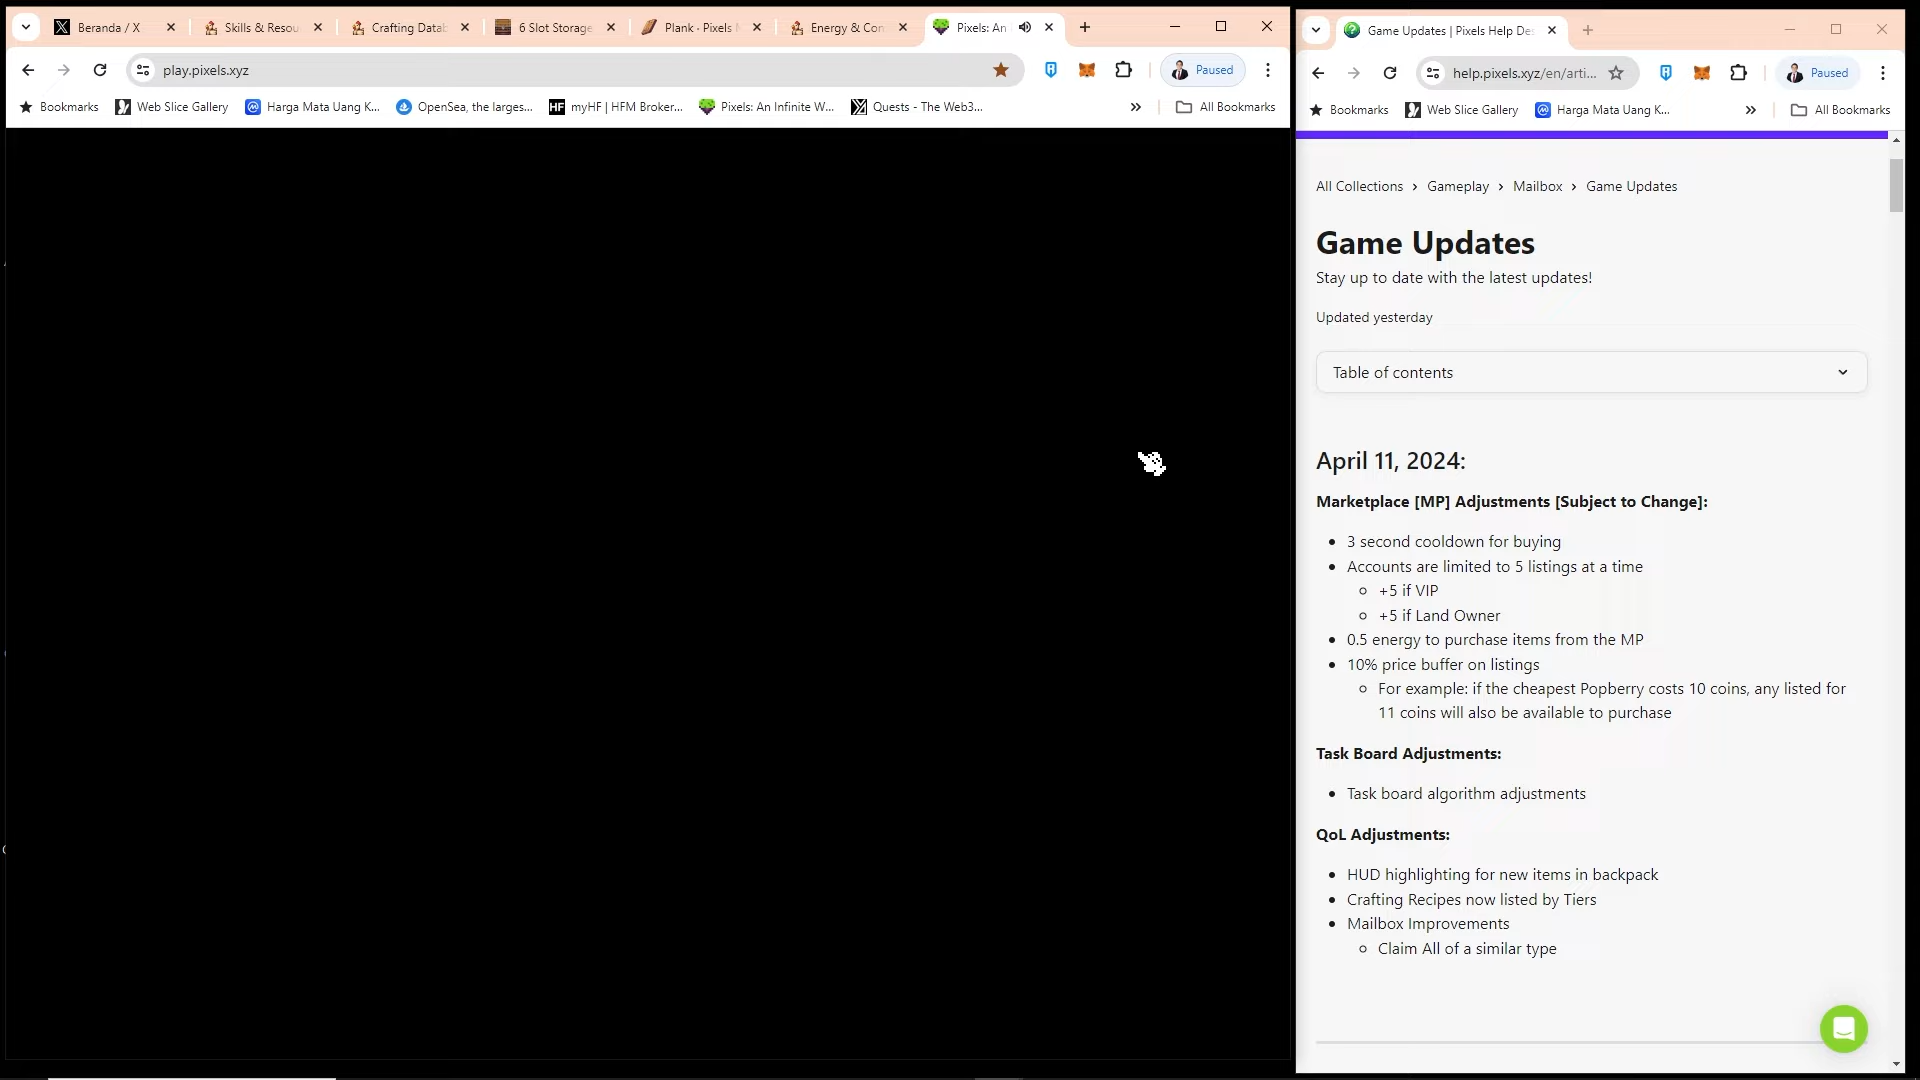 Beranda / X
Skills & Resou
Crafting Datab
6 Slot Storage
Plank · Pixels
Energy & Con
Pixels: An
play.pixels.xyz
Paused
Bookmarks
Web Slice Gallery
Harga Mata Uang K...
OpenSea, the larges...
HF myHF | HFM Broker...
Pixels: An Infinite W...
Quests - The Web3...
All Bookmarks
Game Updates | Pixels Help Des
help.pixels.xyz/en/arti...
Paused
Bookmarks
Web Slice Gallery
Harga Mata Uang K...
All Bookmarks
All Collections › Gameplay › Mailbox › Game Updates
Game Updates
Stay up to date with the latest updates!
Updated yesterday
Table of contents
April 11, 2024:
Marketplace [MP] Adjustments [Subject to Change]:
3 second cooldown for buying
Accounts are limited to 5 listings at a time
+5 if VIP
+5 if Land Owner
0.5 energy to purchase items from the MP
10% price buffer on listings
For example: if the cheapest Popberry costs 10 coins, any listed for
11 coins will also be available to purchase
Task Board Adjustments:
Task board algorithm adjustments
QoL Adjustments:
HUD highlighting for new items in backpack
Crafting Recipes now listed by Tiers
Mailbox Improvements
Claim All of a similar type